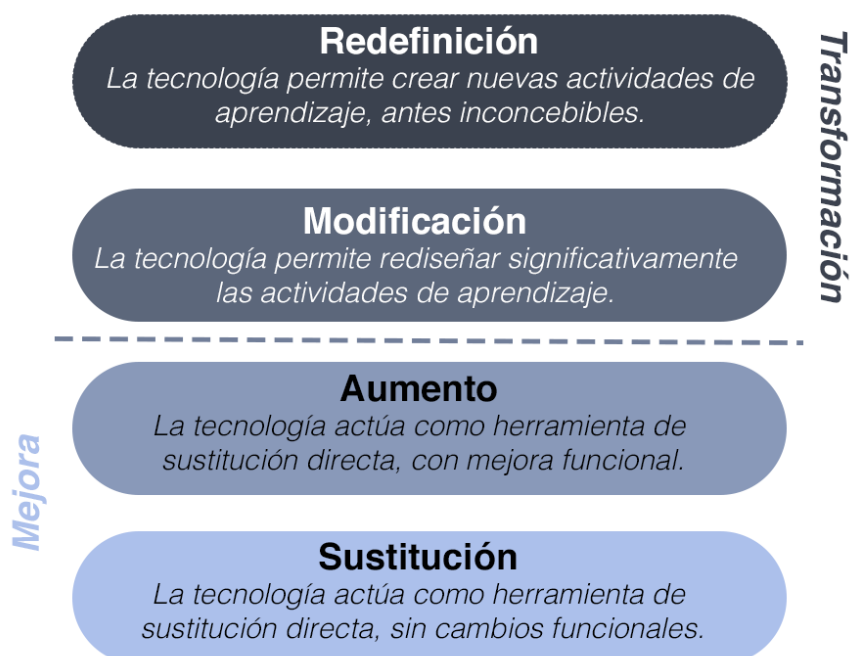 Redefinición
La tecnología permite crear nuevas actividades de
aprendizaje, antes inconcebibles.
Transformación
Modificación
La tecnología permite rediseñar significativamente
las actividades de aprendizaje.
Aumento
La tecnología actúa como herramienta de
sustitución directa, con mejora funcional.
Mejora
Sustitución
La tecnología actúa como herramienta de
sustitución directa, sin cambios funcionales.